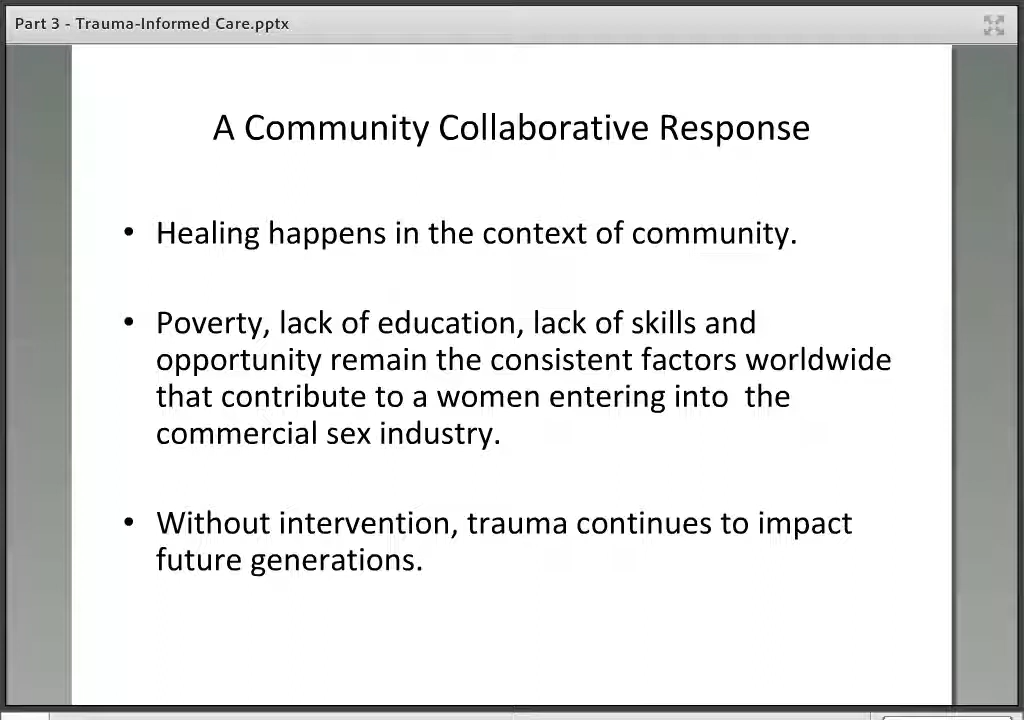 Part 3 - Trauma-Informed Care.pptx
A Community Collaborative Response
• Healing happens in the context of community.
• Poverty, lack of education, lack of skills and
opportunity remain the consistent factors worldwide
that contribute to a women entering into  the
commercial sex industry.
• Without intervention, trauma continues to impact
future generations.